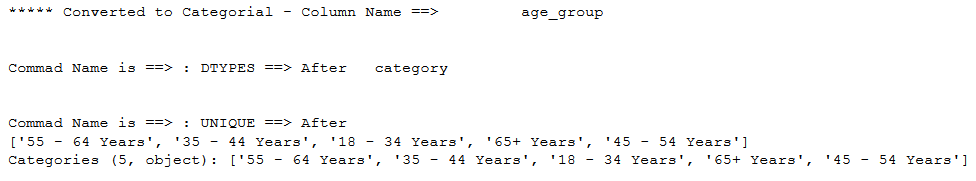 ***** Converted to Categorial - Column Name ==> age_group
Commad Name is ==> : DTYPES ==> After category
Commad Name is ==> : UNIQUE ==> After
['55 - 64 Years', '35 - 44 Years', '18 - 34 Years', '65+ Years', '45 - 54 Years']
Categories (5, object): ['55 - 64 Years', '35 - 44 Years', '18 - 34 Years', '65+ Years', '45 - 54 Years']